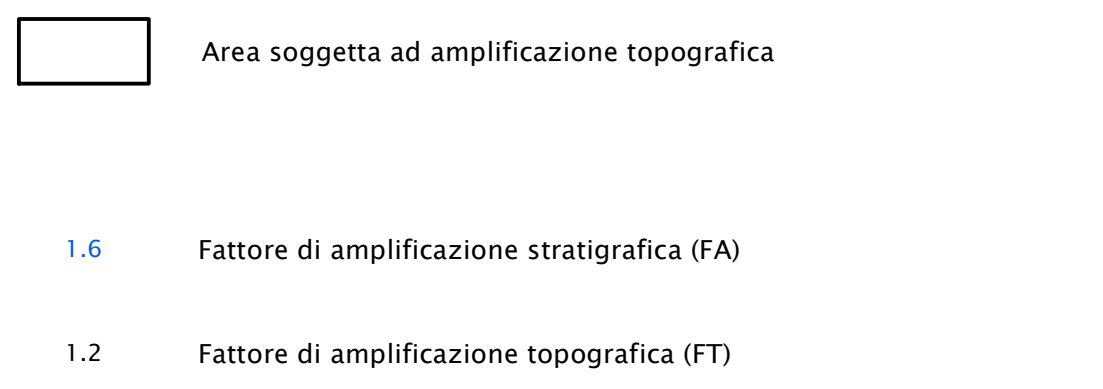 Area soggetta ad amplificazione topografica
1.6 Fattore di amplificazione stratigrafica (FA)
1.2 Fattore di amplificazione topografica (FT)